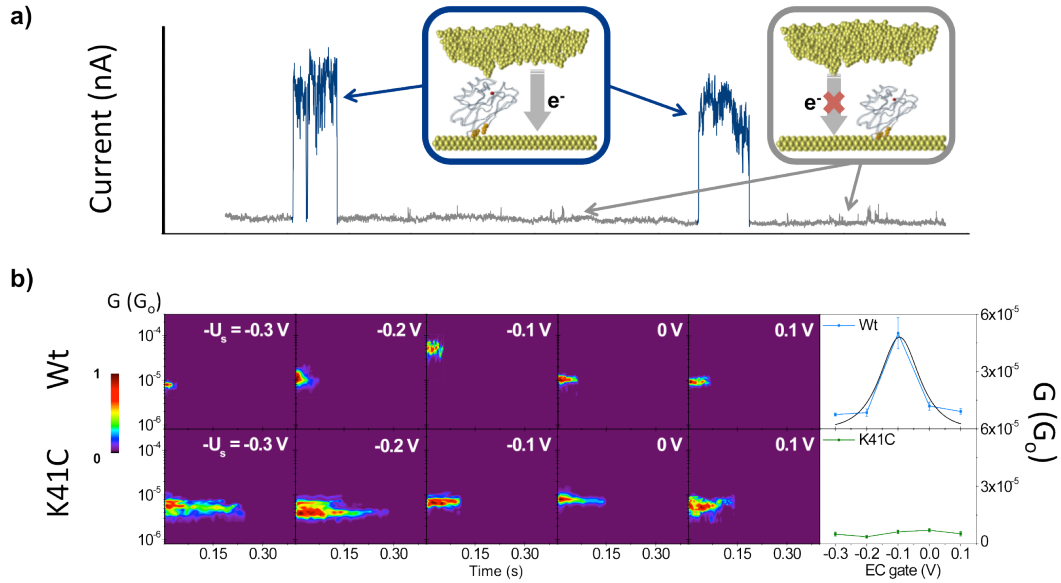 a)
Current (nA)
e-
e-
b)
G (Go)
10-4
10-5
10-6
10-4
10-5
10-6
Wt
K41C
1
0
-Us = -0.3 V
-0.2 V
-0.1 V
0 V
0.1 V
-Us = -0.3 V
-0.2 V
-0.1 V
0 V
0.1 V
Wt
K41C
6x10-5
3x10-5
6x10-5
3x10-5
0
G (Go)
0.15 0.30 0.15 0.30 0.15 0.30 0.15 0.30 0.15 0.30
-0.3 -0.2 -0.1 0.0 0.1
Time (s)
EC gate (V)